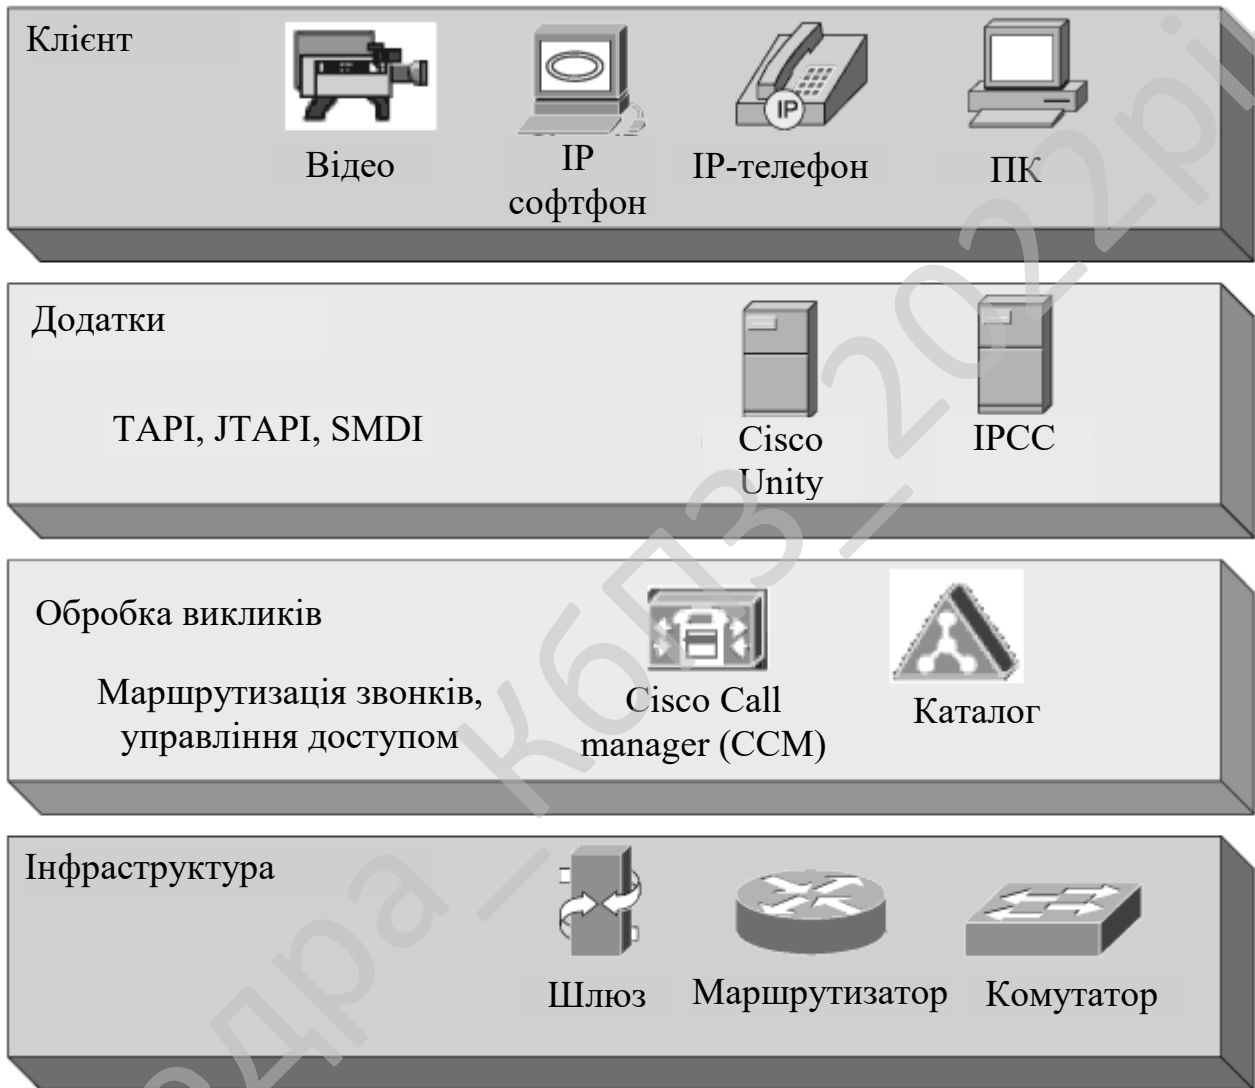 Клієнт
Відео
IP
софтфон
IP
IP-телефон
ПК
Додатки
TAPI, JTAPI, SMDI
Cisco
Unity
IPCC
Обробка викликів
Маршрутизація звонків,
управління доступом
Cisco Call
manager (CCM)
Каталог
Інфраструктура
Шлюз
Маршрутизатор
Комутатор